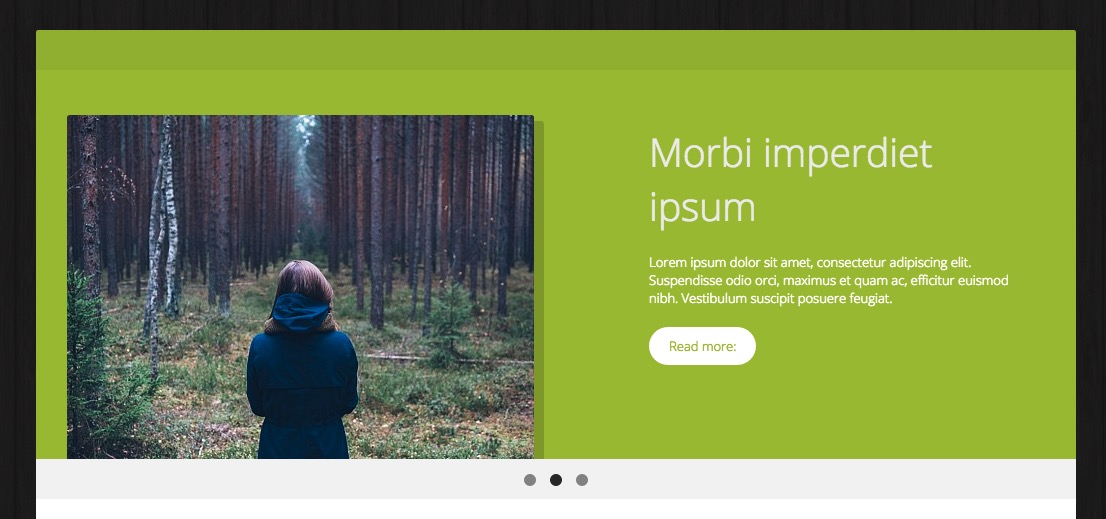 Morbi imperdiet
ipsum
Lorem ipsum dolor sit amet, consectetur adipiscing elit.
Suspendisse odio orci, maximus et quam ac, efficitur euismod
nibh. Vestibulum suscipit posuere feugiat.
Read more: